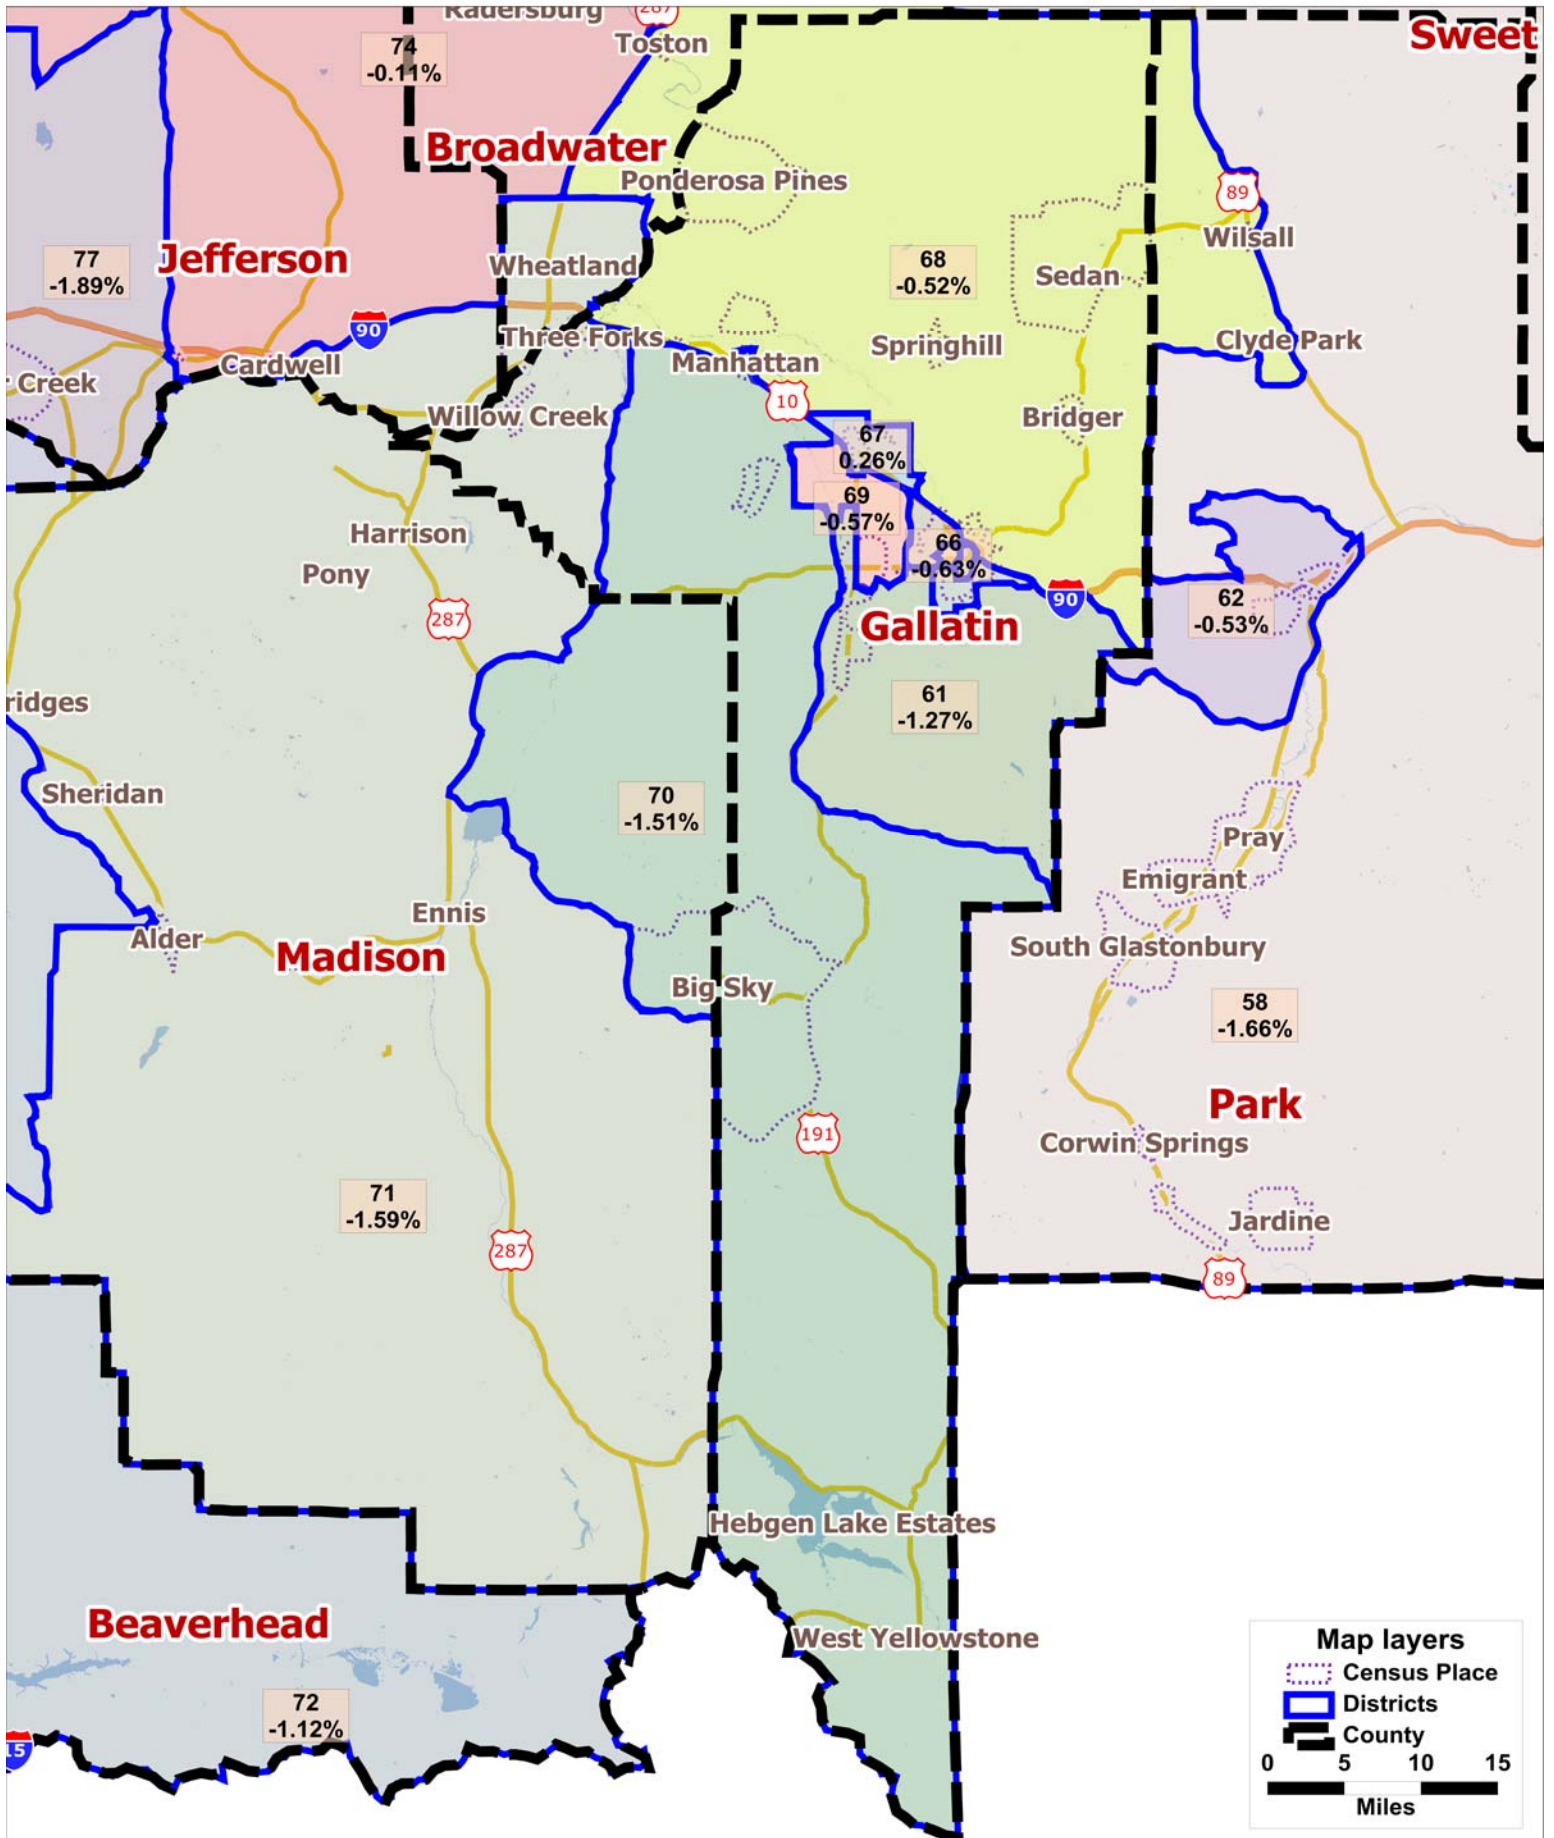 Radersburg
287
Toston
Sweet
74
-0.11%
Broadwater
Ponderosa Pines
89
Wilsall
77
-1.89%
Jefferson
Wheatland
68
-0.52%
Sedan
90
Three Forks
Springhill
Clyde Park
Cardwell
Manhattan
Creek
10
Willow Creek
Bridger
67
0.26%
69
-0.57%
Harrison
66
-0.63%
Pony
90
62
-0.53%
287
Gallatin
ridges
61
-1.27%
Sheridan
70
-1.51%
Pray
Emigrant
Ennis
Alder
South Glastonbury
Madison
Big Sky
58
-1.66%
Park
191
Corwin Springs
71
-1.59%
Jardine
287
89
Hebgen Lake Estates
Beaverhead
West Yellowstone
72
-1.12%
15
Map layers
Census Place
Districts
County
0 5 10 15
Miles